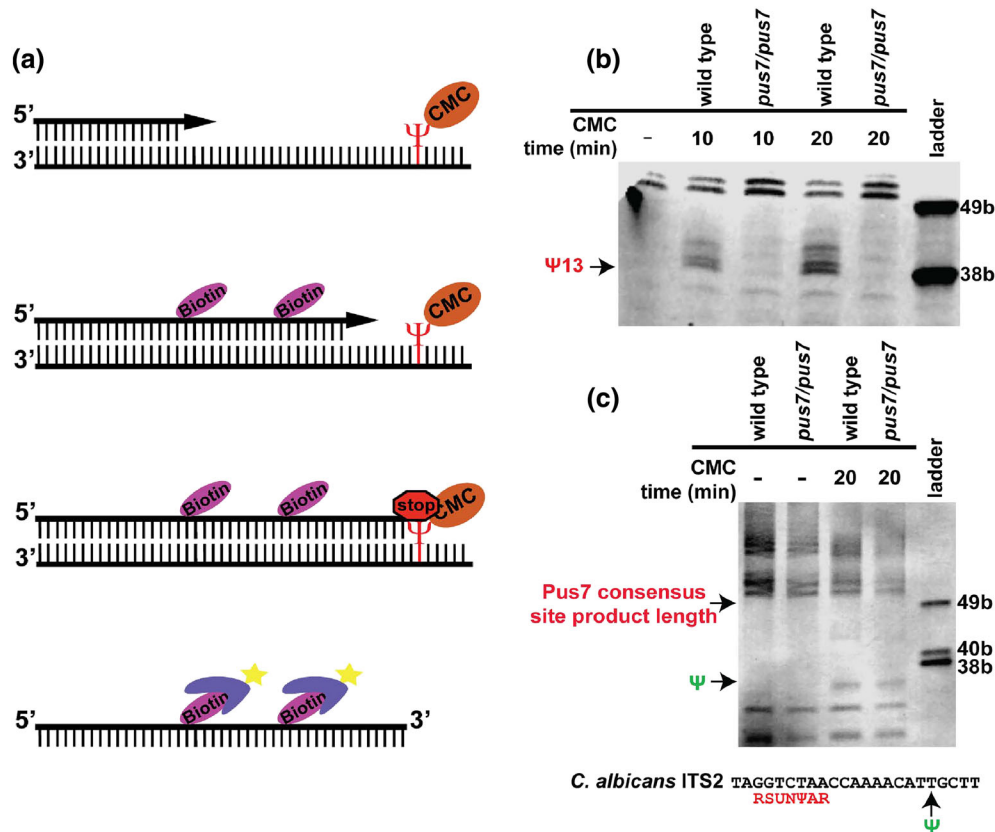 (a)
5'
3'
Ψ
CMC
5'
3'
Biotin
Biotin
Ψ
CMC
5'
3'
Biotin
Biotin
stop
Ψ
CMC
5'
Biotin
Biotin
3'
(b)
wild type
pus7/pus7
wild type
pus7/pus7
CMC
time (min)
- 10 10 20 20
ladder
Ψ13
49b
38b
(c)
wild type
pus7/pus7
wild type
pus7/pus7
CMC
time (min)
- - 20 20
ladder
Pus7 consensus
site product length
Ψ
49b
40b
38b
C. albicans ITS2 TAGGTCTAACCAAAACATTGCTT
RSUNΨAR
Ψ